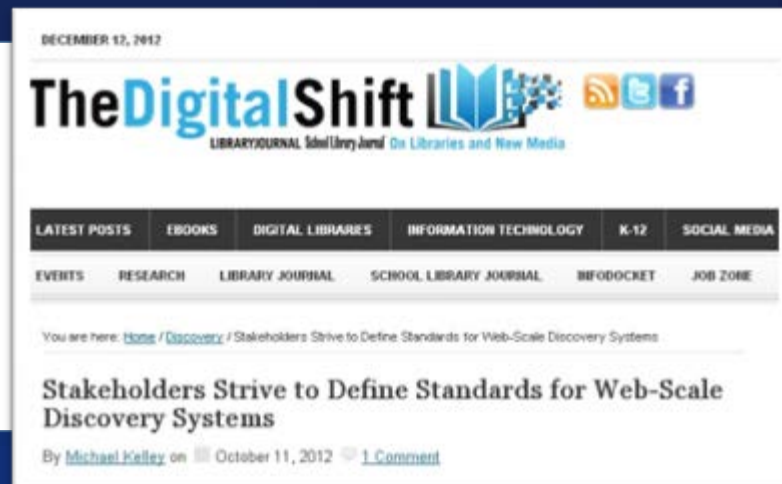 DECEMBER 12, 2012
TheDigitalShift
LIBRARYJOURNAL School Library Journal On Libraries and New Media
LATEST POSTS EBOOKS DIGITAL LIBRARIES INFORMATION TECHNOLOGY K-12 SOCIAL MEDIA
EVENTS RESEARCH LIBRARY JOURNAL SCHOOL LIBRARY JOURNAL INFODOCKET JOB ZONE
You are here: Home / Discovery / Stakeholders Strive to Define Standards for Web-Scale Discovery Systems
Stakeholders Strive to Define Standards for Web-Scale
Discovery Systems
By Michael Kelley on October 11, 2012 1 Comment